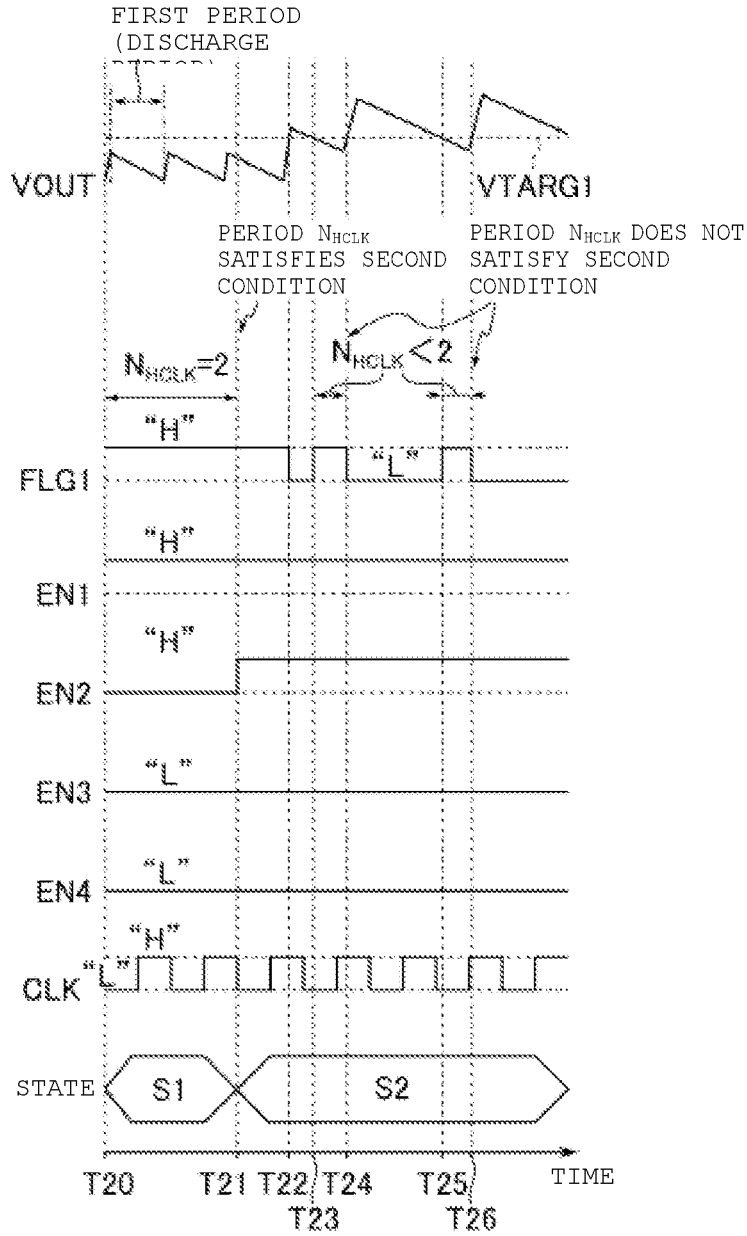 FIRST PERIOD
(DISCHARGE
PERIOD)
VOUT
VTARG1
PERIOD NHCLK
SATISFIES SECOND
CONDITION
PERIOD NHCLK DOES NOT
SATISFY SECOND
CONDITION
NHCLK=2
NHCLK<2
"H"
FLG1
"L"
"H"
EN1
"H"
EN2
"L"
EN3
"L"
EN4
"H"
CLK "L"
STATE
S1
S2
T20
T21
T22
T23
T24
T25
T26
TIME